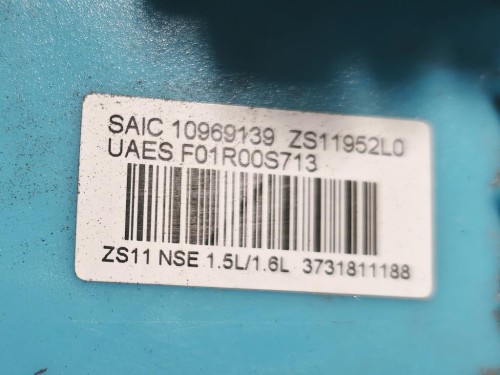 SAIC 10969139 ZS11952L0
UAES F01R00S713
ZS11 NSE 1.5L/1.6L 3731811188